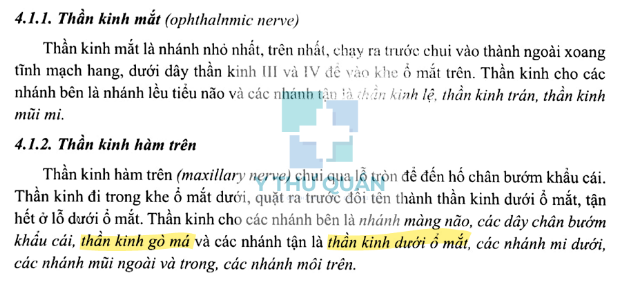 4.1.1. Thần kinh mắt (ophthalnmic nerve)
Thần kinh mắt là nhánh nhỏ nhất, trên nhất, chạy ra trước chui vào thành ngoài xoang
tĩnh mạch hang, dưới dây thần kinh III và IV để vào khe ổ mắt trên. Thần kinh cho các
nhánh bên là nhánh lều tiểu não và các nhánh tận là thần kinh lệ, thần kinh trán, thần kinh
mũi mi.
4.1.2. Thần kinh hàm trên
Thần kinh hàm trên (maxillary nerve) chui qua lỗ tròn để đến hố chân bướm khẩu cái.
Thần kinh đi trong khe ổ mắt dưới, quặt ra trước đổi tên thành thần kinh dưới ổ mắt, tận
hết ở lỗ dưới ổ mắt. Thần kinh cho các nhánh bên là nhánh màng não, các dây chân bướm
khẩu cái, thần kinh gò má và các nhánh tận là thần kinh dưới ổ mắt, các nhánh mi dưới,
các nhánh mũi ngoài và trong, các nhánh môi trên.
Y THƯ QUÁN